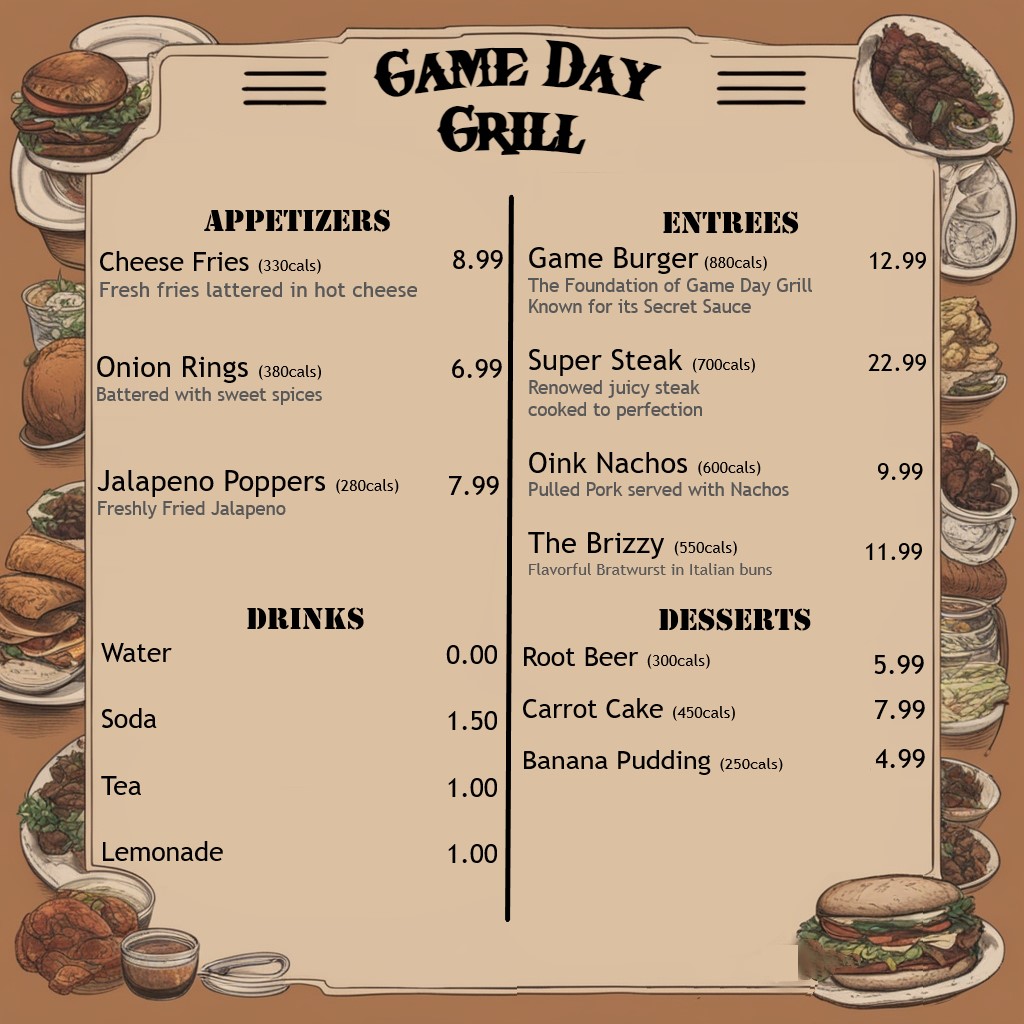 GAME DAY
GRILL
APPETIZERS
Cheese Fries (330cals) 8.99
Fresh fries lattered in hot cheese
Onion Rings (380cals) 6.99
Battered with sweet spices
Jalapeno Poppers (280cals) 7.99
Freshly Fried Jalapeno
DRINKS
Water 0.00
Soda 1.50
Tea 1.00
Lemonade 1.00
ENTREES
Game Burger (880cals) 12.99
The Foundation of Game Day Grill
Known for its Secret Sauce
Super Steak (700cals) 22.99
Renowed juicy steak
cooked to perfection
Oink Nachos (600cals) 9.99
Pulled Pork served with Nachos
The Brizzy (550cals) 11.99
Flavorful Bratwurst in Italian buns
DESSERTS
Root Beer (300cals) 5.99
Carrot Cake (450cals) 7.99
Banana Pudding (250cals) 4.99